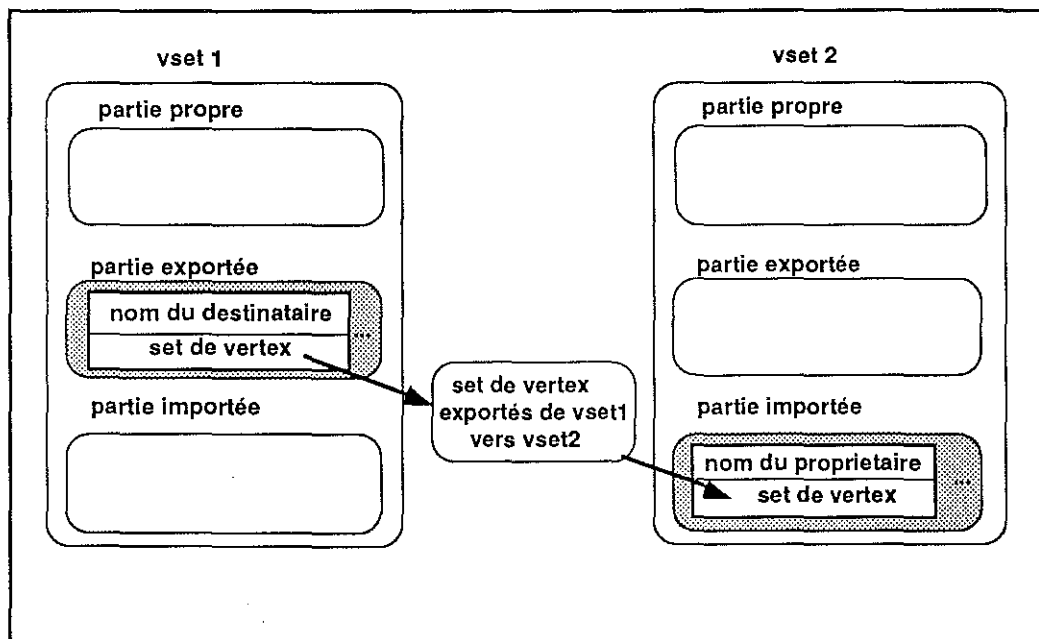 vset 1
partie propre
partie exportée
nom du destinataire
...
set de vertex
partie importée
set de vertex
exportés de vset1
vers vset2
vset 2
partie propre
partie exportée
partie importée
nom du proprietaire
...
set de vertex